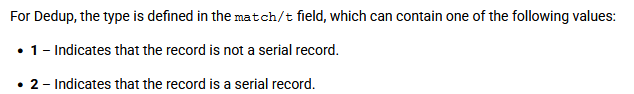 For Dedup, the type is defined in the match/t field, which can contain one of the following values:
• 1 – Indicates that the record is not a serial record.
• 2 – Indicates that the record is a serial record.